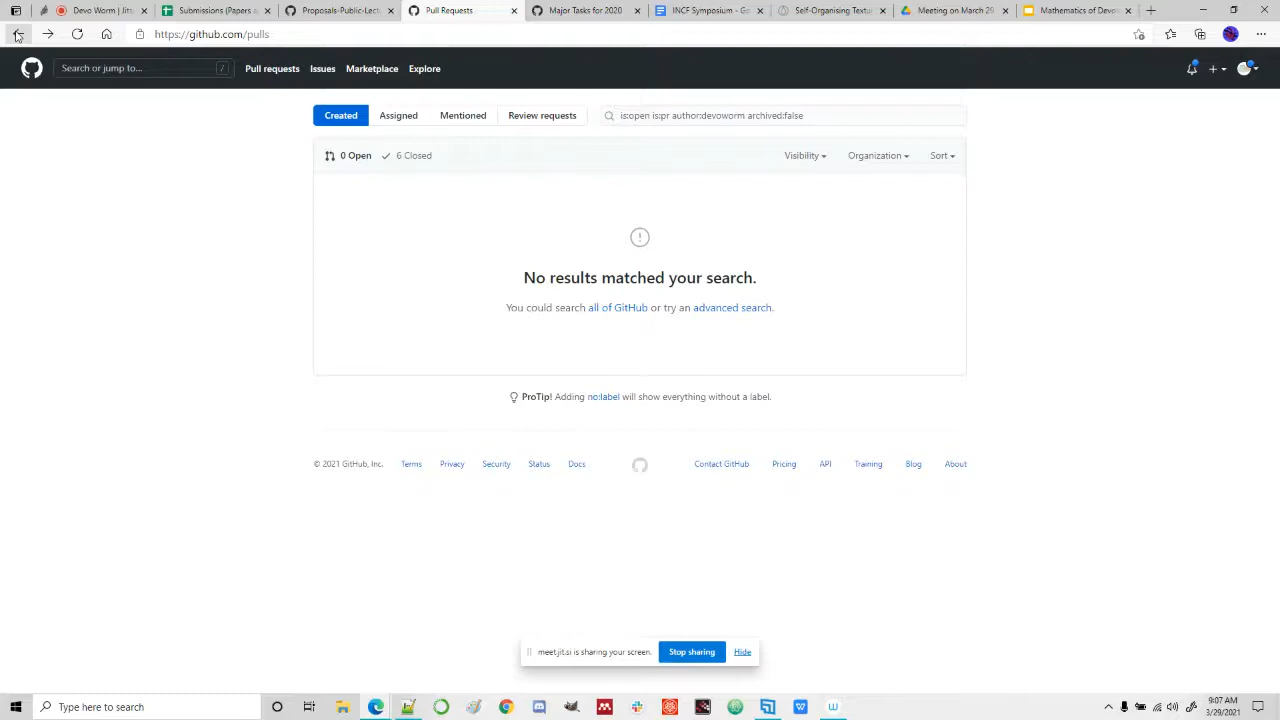 Dev Worm | Jitsi
Submissions (Papers a
Proposals-Public-Lectu
Pull Requests
Major Tasks for 2020
INCF Symposium - G
Self-Organising Textu
Meeting on March 29
Mathematics of Devo
https://github.com/pulls
Search or jump to...
/
Pull requests
Issues
Marketplace
Explore
Created
Assigned
Mentioned
Review requests
is:open is:pr author:devoworm archived:false
0 Open
6 Closed
Visibility
Organization
Sort
No results matched your search.
You could search all of GitHub or try an advanced search.
ProTip! Adding no:label will show everything without a label.
© 2021 GitHub, Inc.
Terms
Privacy
Security
Status
Docs
Contact GitHub
Pricing
API
Training
Blog
About
meet.jit.si is sharing your screen.
Stop sharing
Hide
Type here to search
9:07 AM
3/29/2021